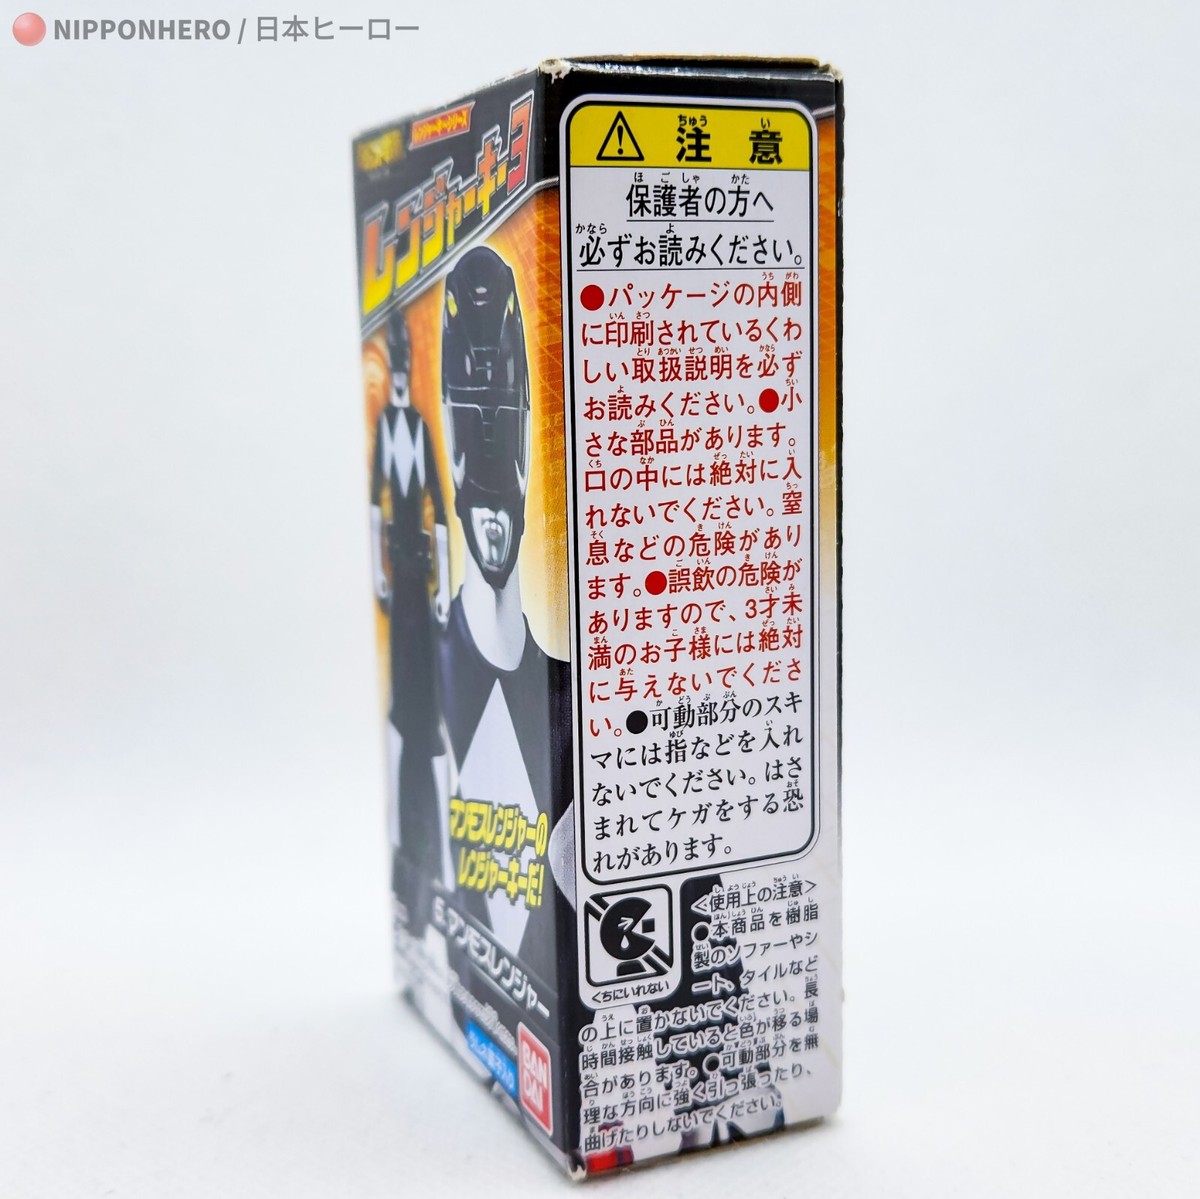 NIPPONHERO / 日本ヒーロー
レンジャーキーシリーズ
レンジャーキー3
マンモスレンジャーの
レンジャーキーだ!
マンモスレンジャー
BAN
DAI
注意
保護者の方へ
必ずお読みください。
●パッケージの内側
に印刷されているくわ
しい取扱説明を必ず
お読みください。●小
さな部品があります。
口の中には絶対に入
れないでください。窒
息などの危険があり
ます。●誤飲の危険が
ありますので、3才未
満のお子様には絶対
に与えないでくださ
い。●可動部分のスキ
マには指などを入れ
ないでください。はさ
まれてケガをする恐
れがあります。
くちにいれない
<使用上の注意>
●本商品を樹脂
製のソファーやシ
ート、タイルなど
の上に置かないでください。長
時間接触していると色が移る場
合があります。●可動部分を無
理な方向に強く引っ張ったり、
曲げたりしないでください。